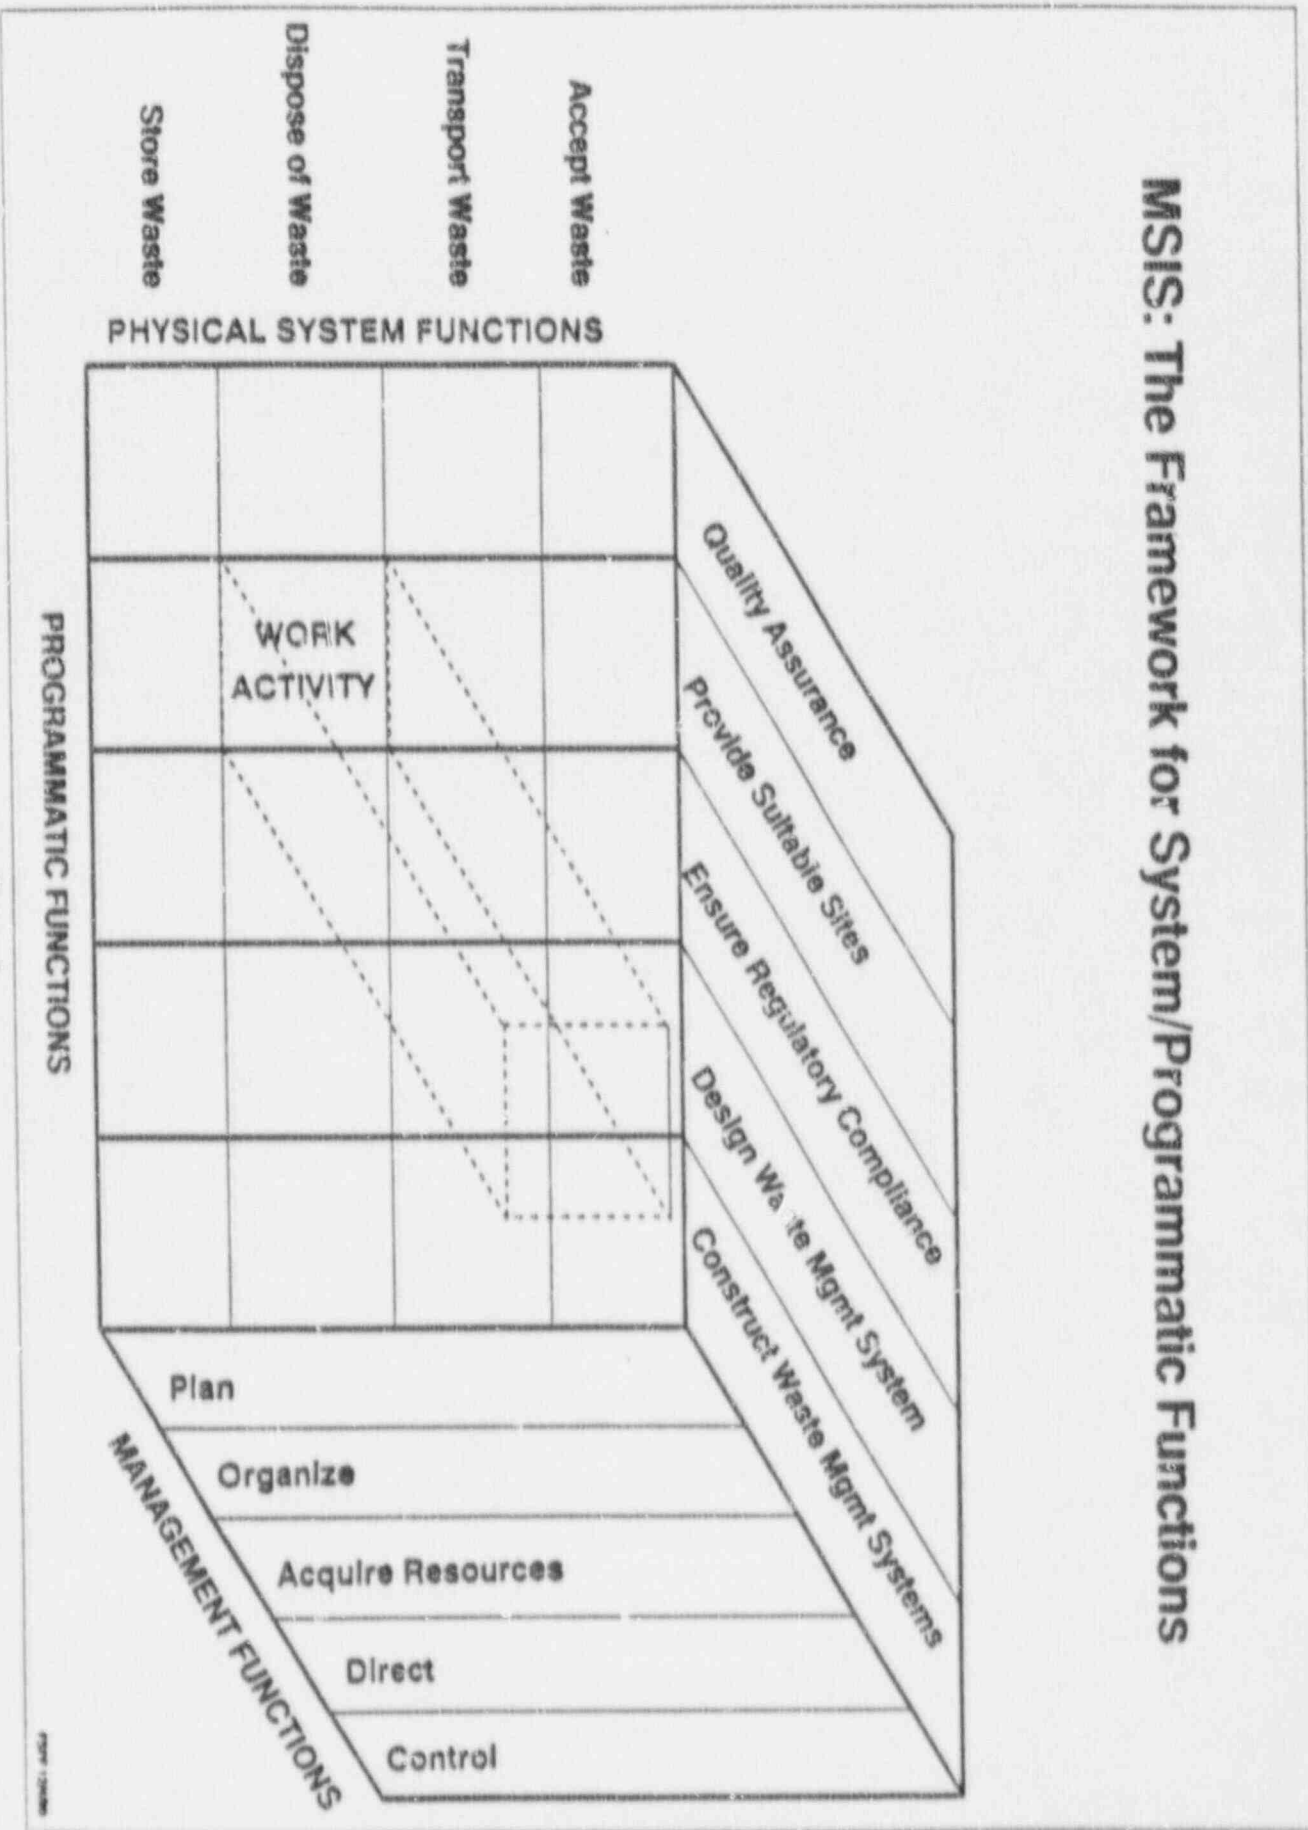 MSIS: The Framework for System/Programmatic Functions
Accept Waste
Transport Waste
Dispose of Waste
Store Waste
PHYSICAL SYSTEM FUNCTIONS
Quality Assurance
Provide Suitable Sites
Ensure Regulatory Compliance
Design Waste Mgmt System
Construct Waste Mgmt Systems
WORK
ACTIVITY
PROGRAMMATIC FUNCTIONS
Plan
Organize
Acquire Resources
Direct
Control
MANAGEMENT FUNCTIONS